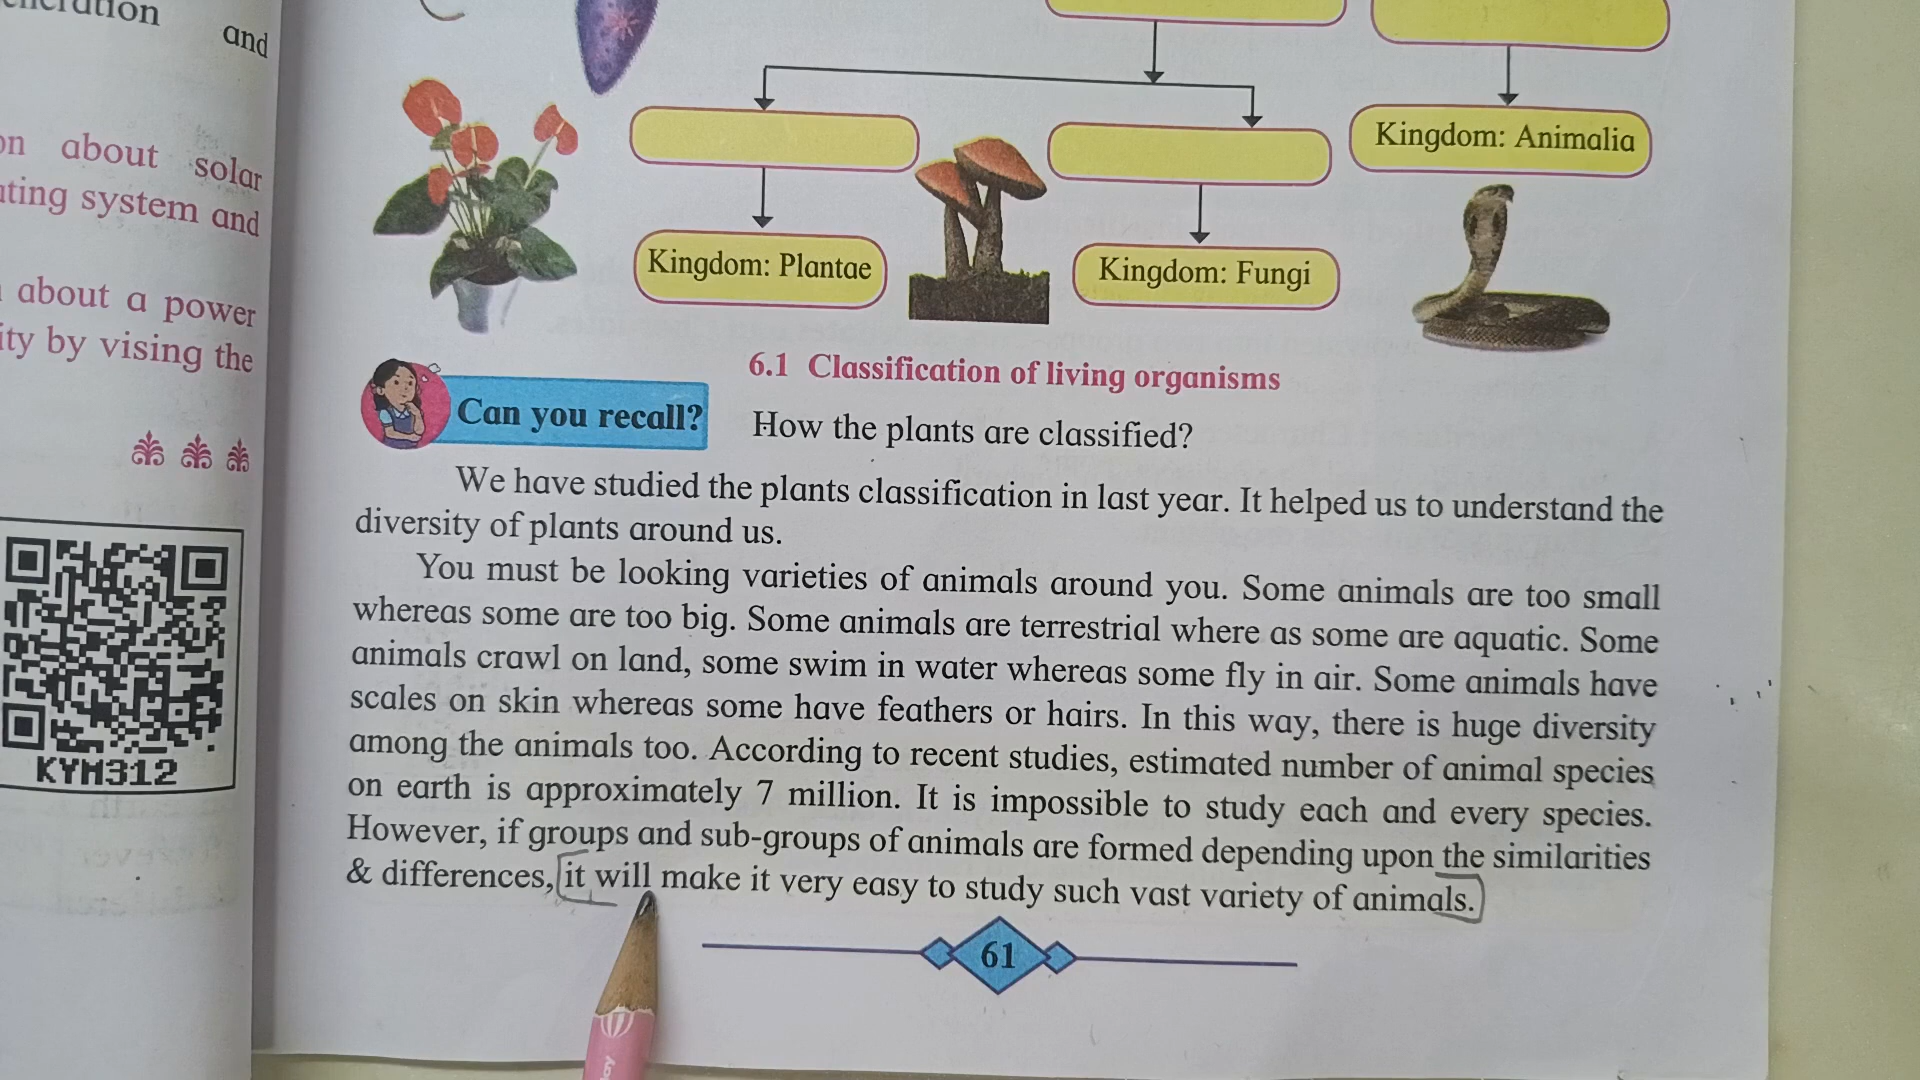 and
on about solar
ating system and
about a power
ity by vising the
KYM312
Kingdom: Animalia
Kingdom: Plantae
Kingdom: Fungi
6.1 Classification of living organisms
Can you recall?
How the plants are classified?
We have studied the plants classification in last year. It helped us to understand the
diversity of plants around us.
You must be looking varieties of animals around you. Some animals are too small
whereas some are too big. Some animals are terrestrial where as some are aquatic. Some
animals crawl on land, some swim in water whereas some fly in air. Some animals have
scales on skin whereas some have feathers or hairs. In this way, there is huge diversity
among the animals too. According to recent studies, estimated number of animal species
on earth is approximately 7 million. It is impossible to study each and every species.
However, if groups and sub-groups of animals are formed depending upon the similarities
& differences, it will make it very easy to study such vast variety of animals.
61